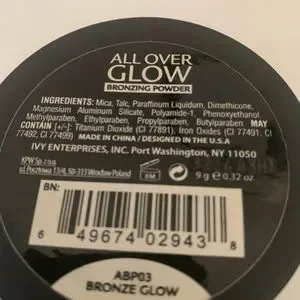 ALL OVER
GLOW
BRONZING POWDER
INGREDIENTS: Mica, Talc, Paraffinum Liquidum, Dimethicone,
Magnesium Aluminum Silicate, Polyamide-1, Phenoxyethanol,
Methylparaben, Ethylparaben, Propylparaben, Butylparaben MAY
CONTAIN [+/-]: Titanium Dioxide (CI 77891), Iron Oxides (CI 77491, CI
77492, CI 77499)
MADE IN CHINA / DESIGNED IN U.S.A
IVY ENTERPRISES, INC. Port Washington, NY 11050
KPW Sp. z o.o
ul. Pocztowa 11/4, 50-313 Wrocław Poland
6M
9 g ℮ 0.32 oz
BN:
6 49674 02943 8
ABP03
BRONZE GLOW